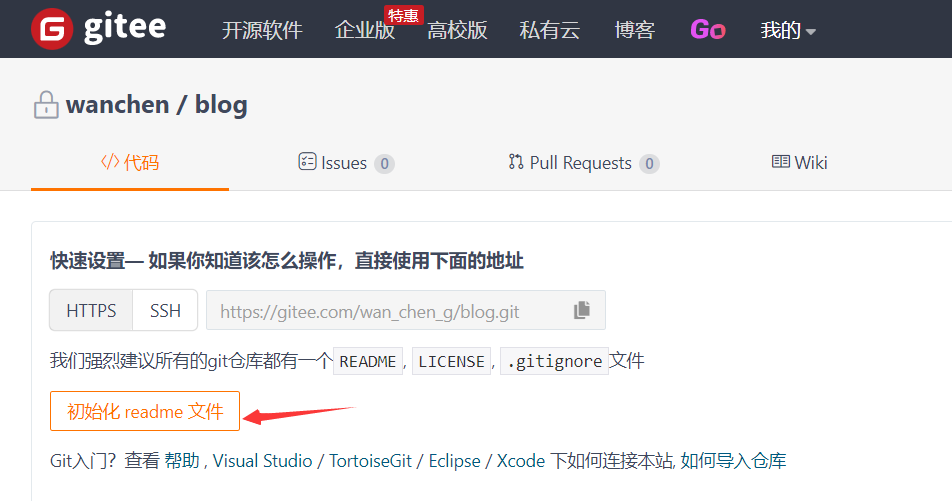 gitee 开源软件 企业版 特惠 高校版 私有云 博客 Go 我的
wanchen / blog
</> 代码 Issues 0 Pull Requests 0 Wiki
快速设置— 如果你知道该怎么操作，直接使用下面的地址
HTTPS SSH https://gitee.com/wan_chen_g/blog.git
我们强烈建议所有的git仓库都有一个 README , LICENSE , .gitignore 文件
初始化 readme 文件
Git入门？查看 帮助 , Visual Studio / TortoiseGit / Eclipse / Xcode 下如何连接本站, 如何导入仓库